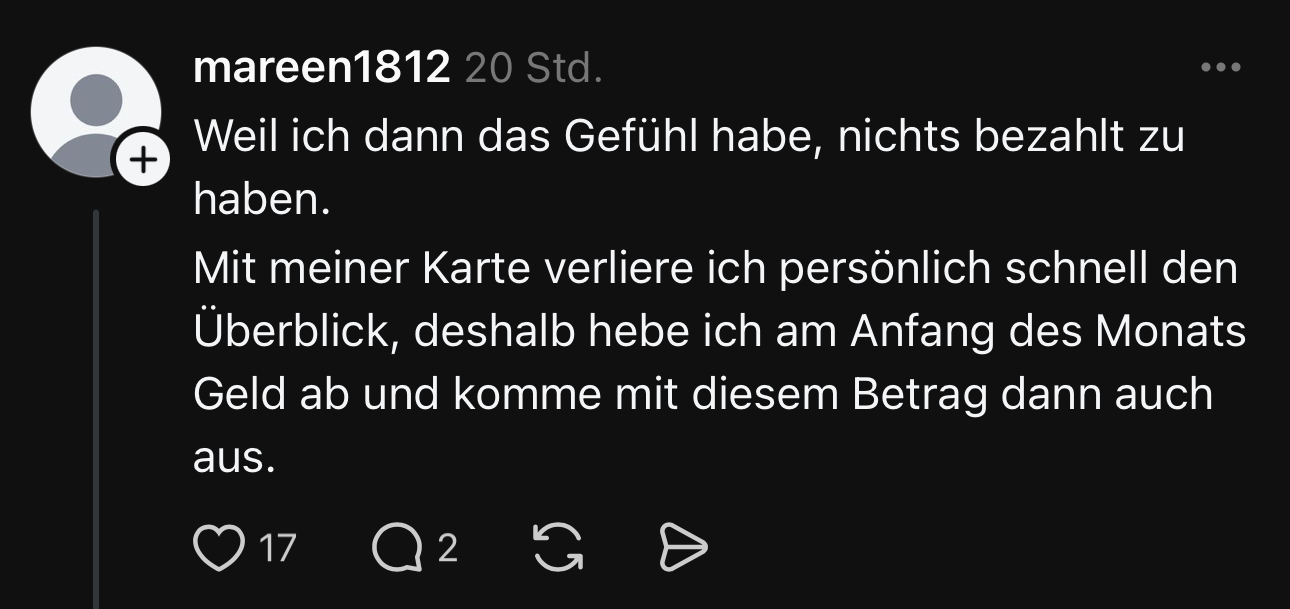 mareen1812 20 Std.
Weil ich dann das Gefühl habe, nichts bezahlt zu
haben.
Mit meiner Karte verliere ich persönlich schnell den
Überblick, deshalb hebe ich am Anfang des Monats
Geld ab und komme mit diesem Betrag dann auch
aus.
17 2